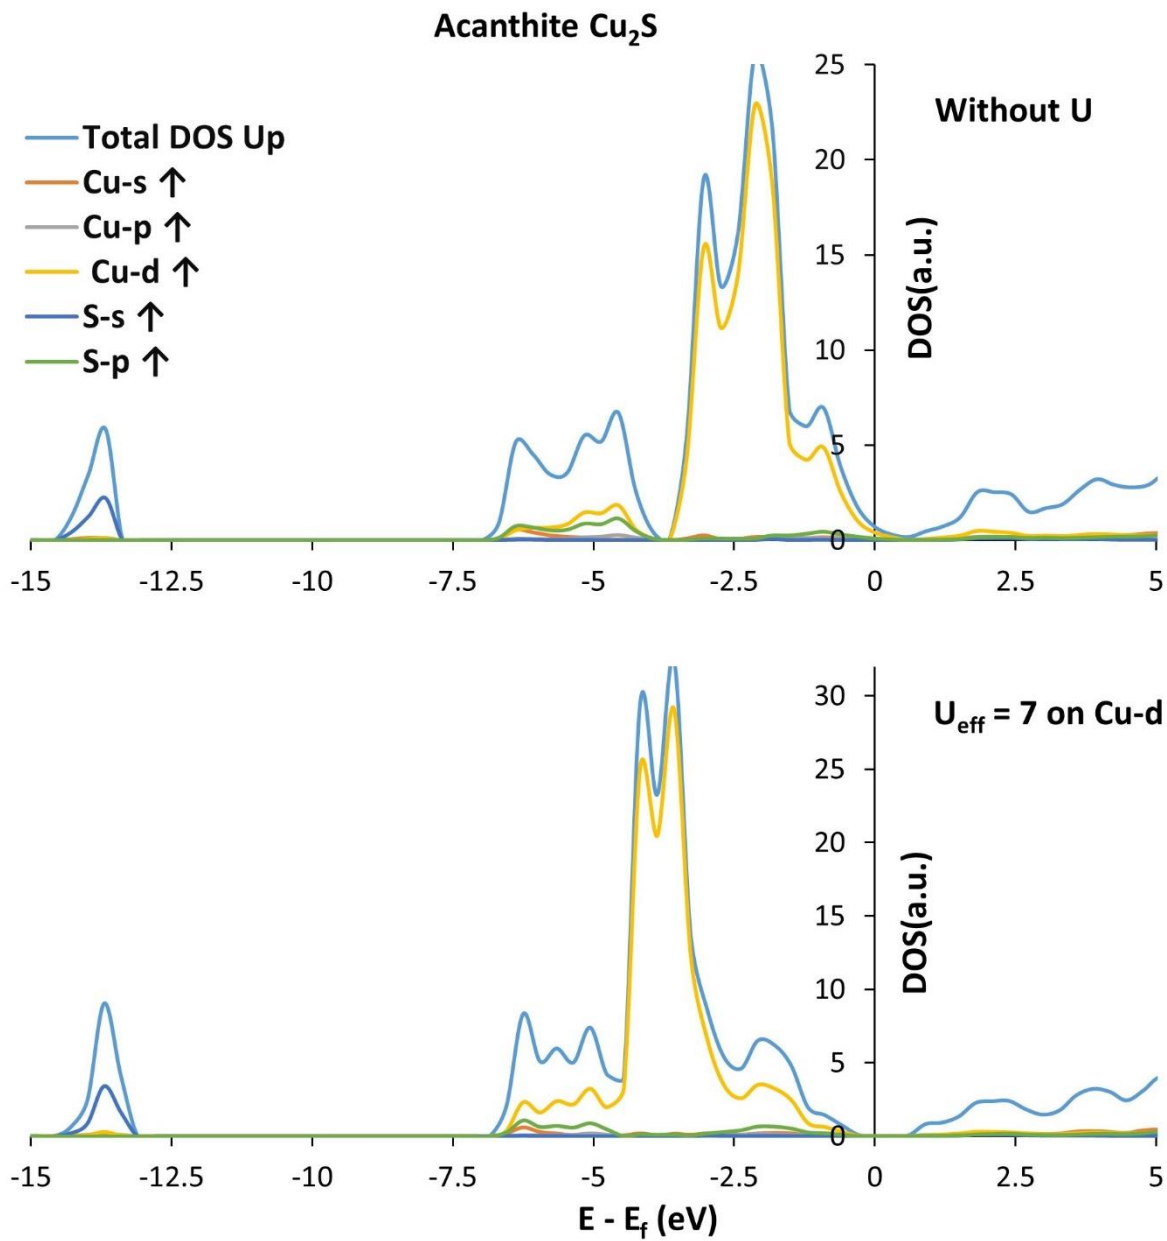 Acanthite Cu₂S
Without U
Total DOS Up
Cu-s ↑
Cu-p ↑
Cu-d ↑
S-s ↑
S-p ↑
25
20
15
10
5
0
DOS(a.u.)
-15 -12.5 -10 -7.5 -5 -2.5 0 2.5 5
U_eff = 7 on Cu-d
30
25
20
15
10
5
0
DOS(a.u.)
-15 -12.5 -10 -7.5 -5 -2.5 0 2.5 5
E - E_f (eV)